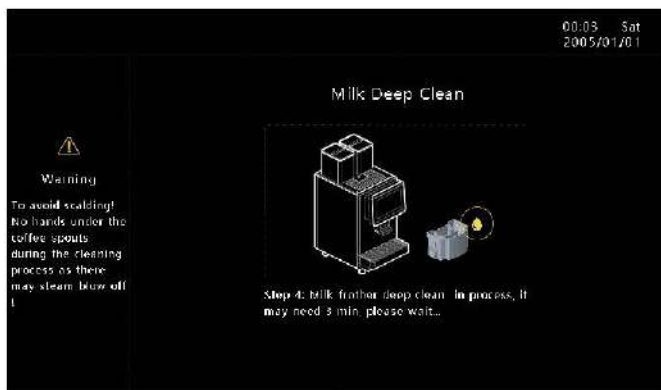 00:03 Sat
2005/01/01
Milk Deep Clean
Warning
To avoid scalding!
No hands under the
coffee spouts
during the cleaning
process as there
may steam blow off
!
Step 4: Milk frother deep clean in process, it
may need 3 min, please wait...